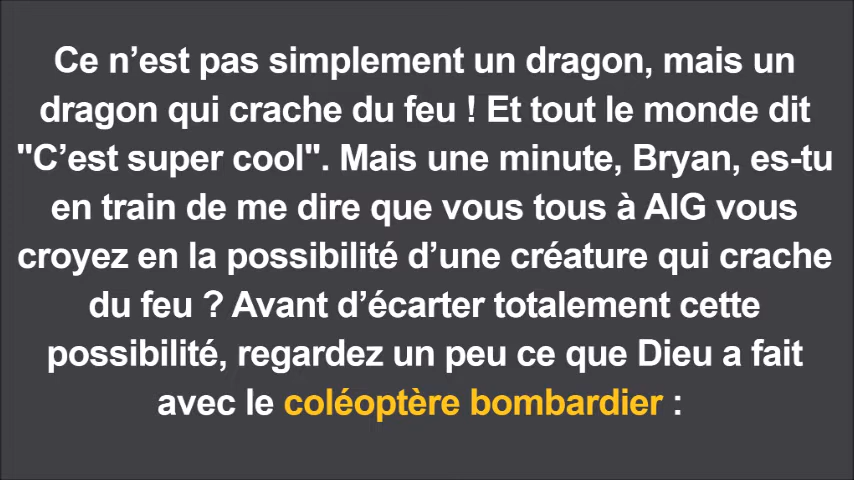 Ce n’est pas simplement un dragon, mais un
dragon qui crache du feu ! Et tout le monde dit
"C’est super cool". Mais une minute, Bryan, es-tu
en train de me dire que vous tous à AIG vous
croyez en la possibilité d’une créature qui crache
du feu ? Avant d’écarter totalement cette
possibilité, regardez un peu ce que Dieu a fait
avec le coléoptère bombardier :